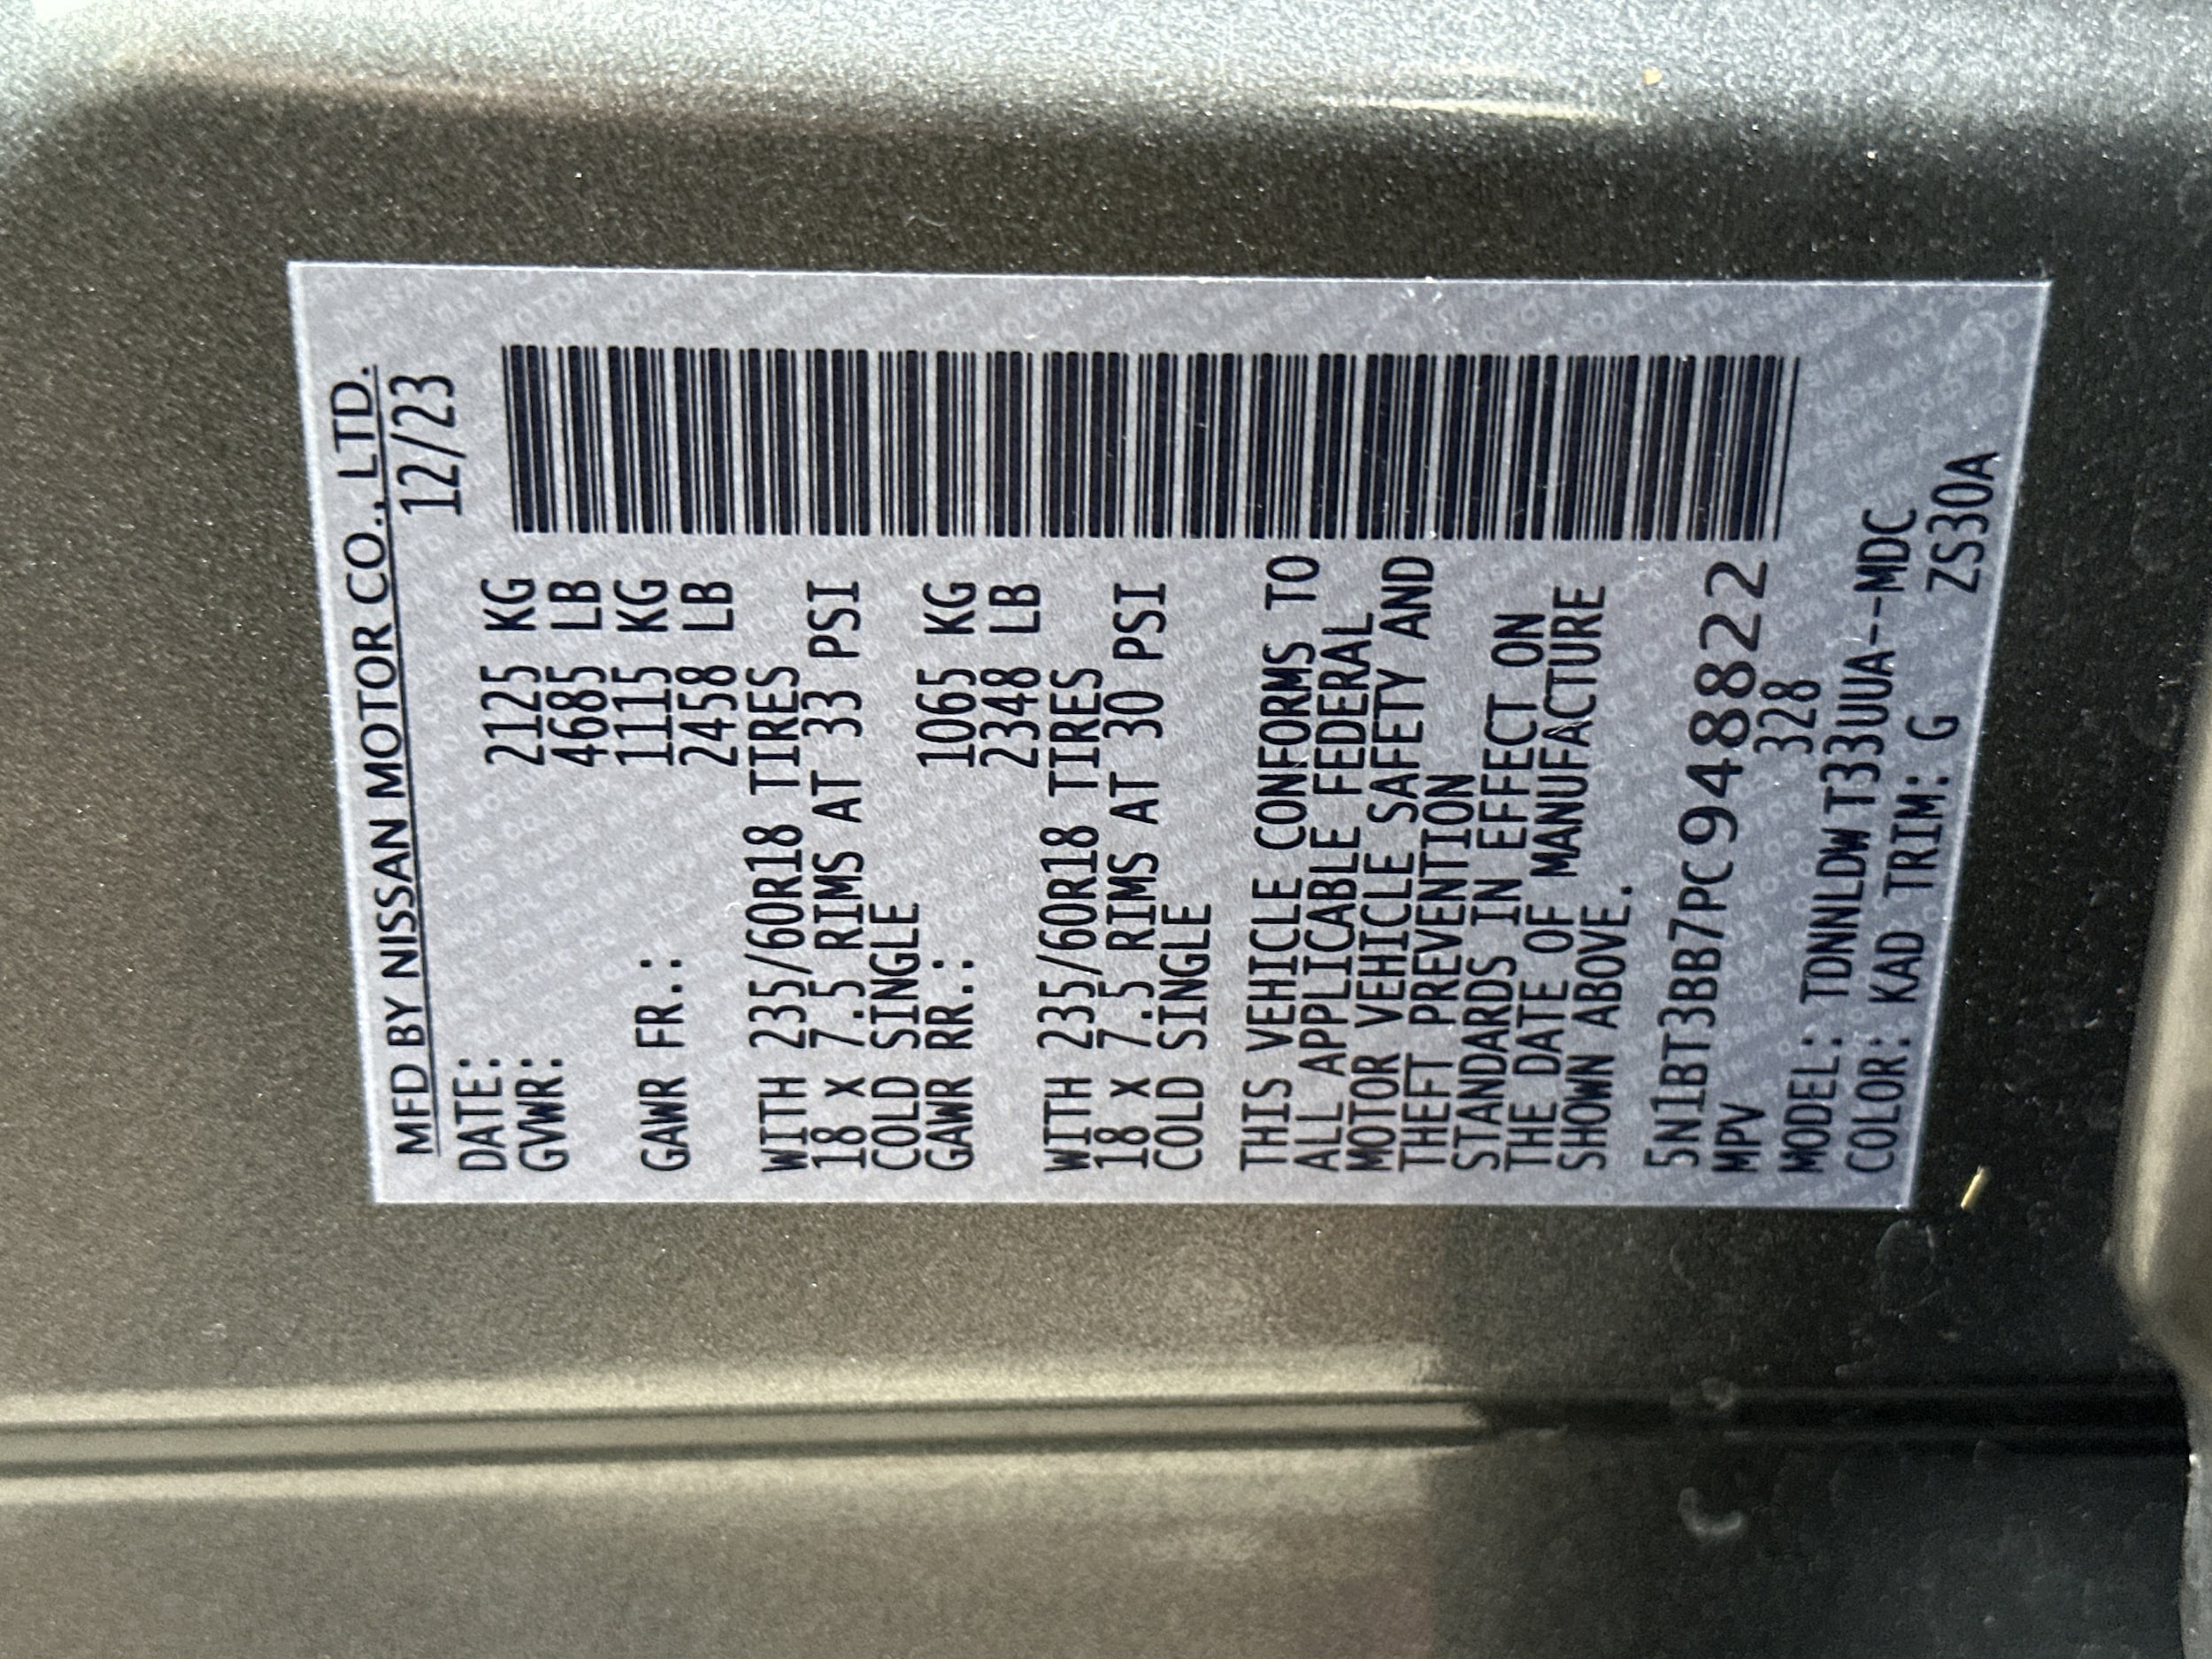 MFD BY NISSAN MOTOR CO., LTD.
DATE: 12/23
GVWR: 2125 KG
4685 LB
GAWR FR.: 1115 KG
2458 LB
WITH 235/60R18 TIRES
18 x 7.5 RIMS AT 33 PSI
COLD SINGLE
GAWR RR.: 1065 KG
2348 LB
WITH 235/60R18 TIRES
18 x 7.5 RIMS AT 30 PSI
COLD SINGLE
THIS VEHICLE CONFORMS TO
ALL APPLICABLE FEDERAL
MOTOR VEHICLE SAFETY AND
THEFT PREVENTION
STANDARDS IN EFFECT ON
THE DATE OF MANUFACTURE
SHOWN ABOVE.
5N1BT3BB7PC948822
MPV 328
MODEL: TDNNLDW T33UUA--MDC
COLOR: KAD TRIM: G ZS30A